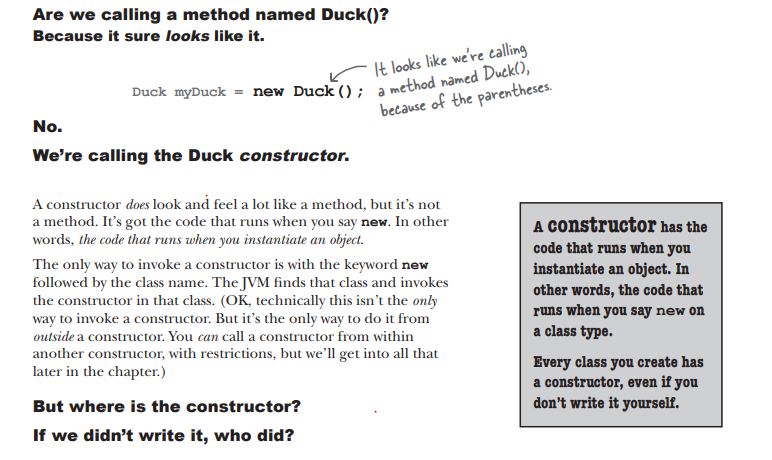 Are we calling a method named Duck()?
Because it sure looks like it.
Duck myDuck = new Duck();
It looks like we're calling
a method named Duck(),
because of the parentheses.
No.
We're calling the Duck constructor.
A constructor does look and feel a lot like a method, but it's not
a method. It's got the code that runs when you say new. In other
words, the code that runs when you instantiate an object.
The only way to invoke a constructor is with the keyword new
followed by the class name. The JVM finds that class and invokes
the constructor in that class. (OK, technically this isn't the only
way to invoke a constructor. But it's the only way to do it from
outside a constructor. You can call a constructor from within
another constructor, with restrictions, but we'll get into all that
later in the chapter.)
A constructor has the
code that runs when you
instantiate an object. In
other words, the code that
runs when you say new on
a class type.
Every class you create has
a constructor, even if you
don't write it yourself.
But where is the constructor?
If we didn't write it, who did?